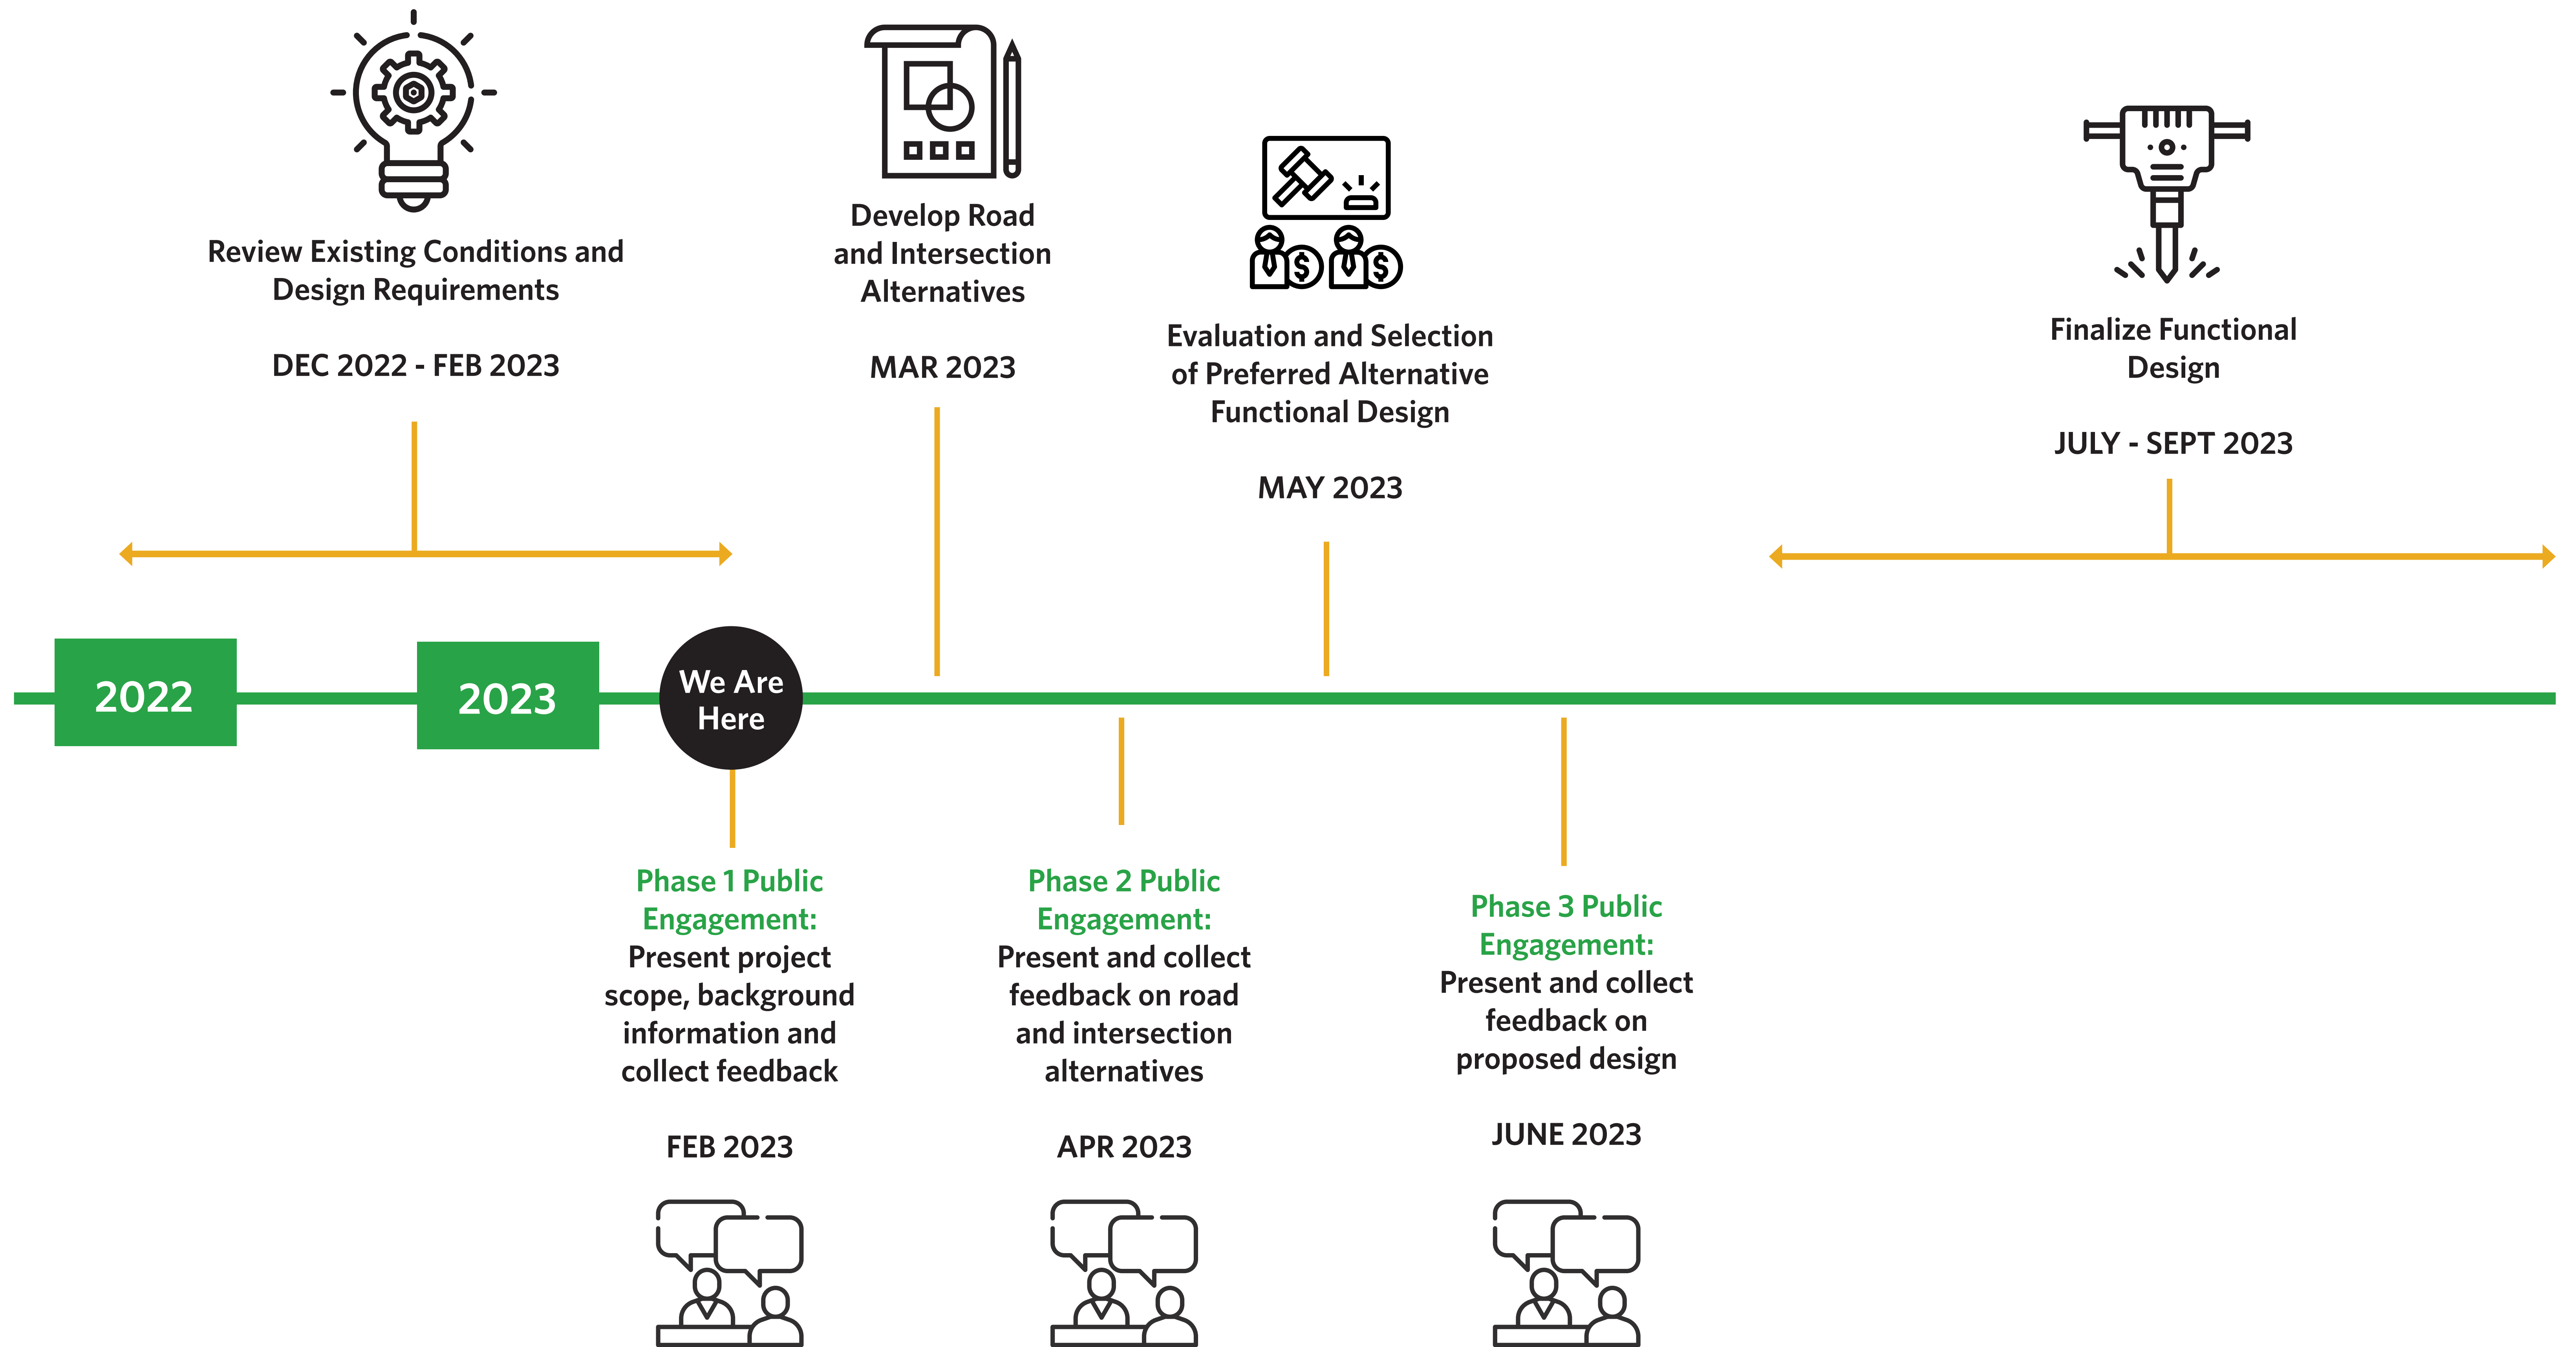 Review Existing Conditions and
Design Requirements
DEC 2022 - FEB 2023
Develop Road
and Intersection
Alternatives
MAR 2023
Evaluation and Selection
of Preferred Alternative
Functional Design
MAY 2023
Finalize Functional
Design
JULY - SEPT 2023
2022
2023
We Are
Here
Phase 1 Public
Engagement:
Present project
scope, background
information and
collect feedback
FEB 2023
Phase 2 Public
Engagement:
Present and collect
feedback on road
and intersection
alternatives
APR 2023
Phase 3 Public
Engagement:
Present and collect
feedback on
proposed design
JUNE 2023